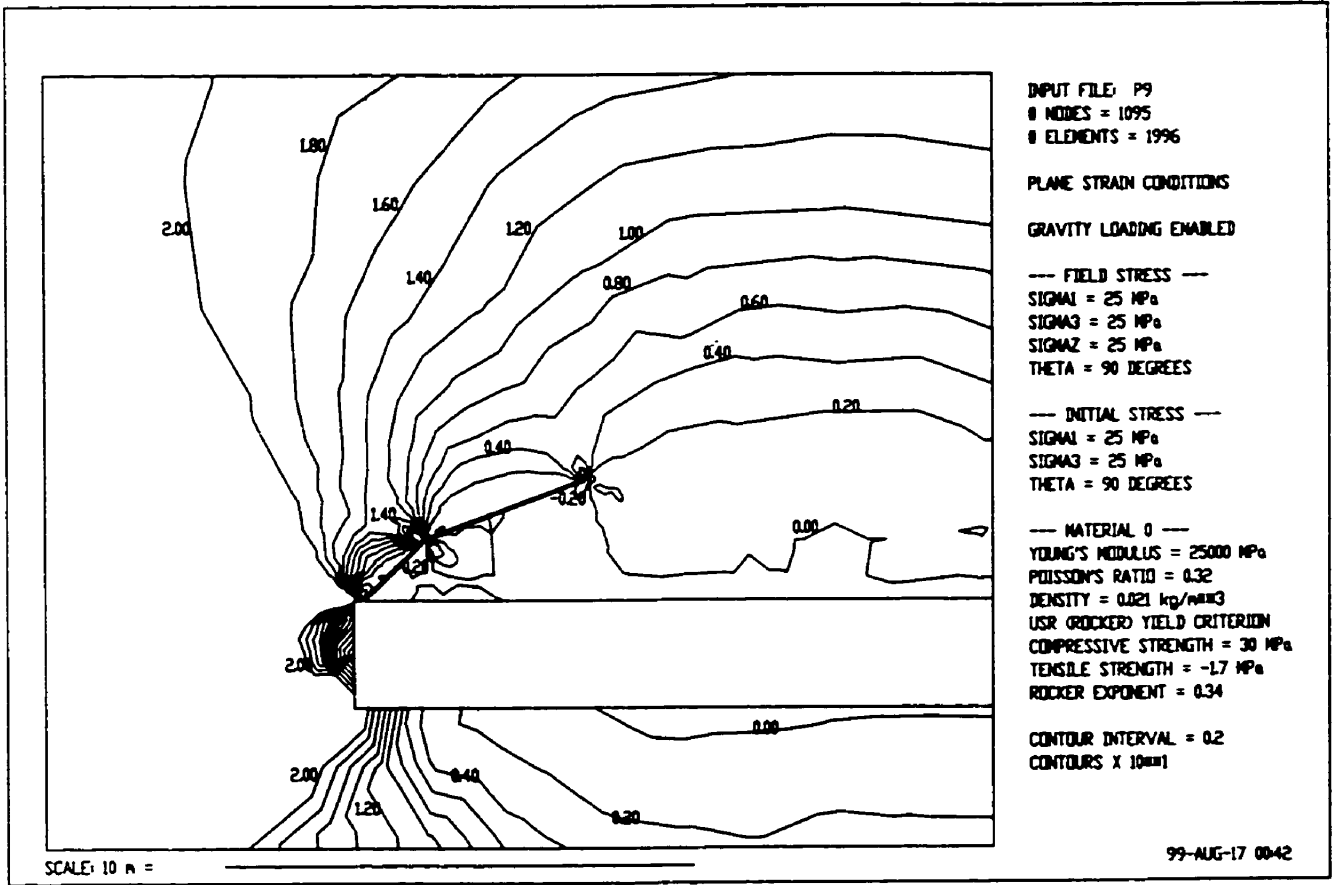 INPUT FILE: P9
# NODES = 1095
# ELEMENTS = 1996
PLANE STRAIN CONDITIONS
GRAVITY LOADING ENABLED
--- FIELD STRESS ---
SIGMA1 = 25 MPa
SIGMA3 = 25 MPa
SIGMAZ = 25 MPa
THETA = 90 DEGREES
--- INITIAL STRESS ---
SIGMA1 = 25 MPa
SIGMA3 = 25 MPa
THETA = 90 DEGREES
--- MATERIAL 0 ---
YOUNG'S MODULUS = 25000 MPa
POISSON'S RATIO = 0.32
DENSITY = 0.021 kg/m**3
USR (ROCKER) YIELD CRITERION
COMPRESSIVE STRENGTH = 30 MPa
TENSILE STRENGTH = -1.7 MPa
ROCKER EXPONENT = 0.34
CONTOUR INTERVAL = 0.2
CONTOURS X 10**1
1.80
1.60
2.00
1.20
1.00
1.40
0.80
0.60
0.40
0.20
0.40
-0.20
1.40
0.00
0.20
2.00
0.00
2.00
0.40
1.20
0.20
SCALE: 10 m =
99-AUG-17 00:42